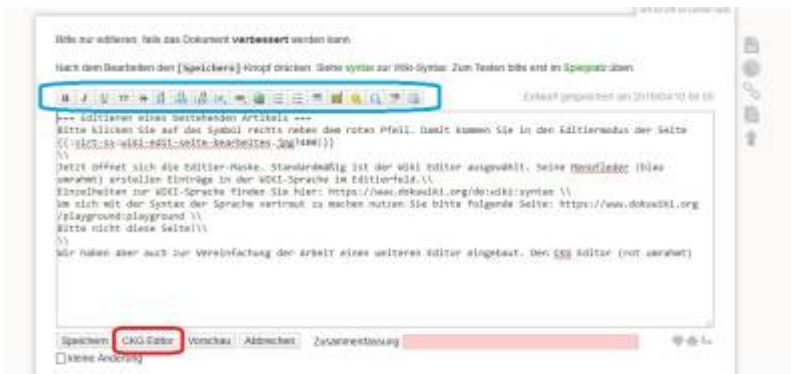 Bitte nur editieren, falls das Dokument verbessert werden kann.
Nach dem Bearbeiten den [Speichern]-Knopf drücken. Siehe syntax zur Wiki-Syntax. Zum Testen bitte erst im Spielplatz üben.
Entwurf gespeichert am
=== Editieren eines bestehenden Artikels ===
Bitte klicken Sie auf das Symbol rechts neben dem roten Pfeil. Damit kommen Sie in den Editiermodus der Seite
wiki-edit-seite-bearbeiten.jpg?400|}}
\\
Jetzt öffnet sich die Editier-Maske. Standardmäßig ist der Wiki Editor ausgewählt. Seine Menüfleder (blau
umrahmt) erstellen Einträge in der WIKI-Sprache im Editierfeld.\\
Einzelheiten zur WIKI-Sprache finden Sie hier: https://www.dokuwiki.org/de:wiki:syntax \\
Um sich mit der Syntax der Sprache vertraut zu machen nutzen Sie bitte folgende Seite: https://www.dokuwiki.org
/playground:playground \\
Bitte nicht diese Seite!\\
\\
Wir haben aber auch zur Vereinfachung der Arbeit einen weiteren Editor eingebaut. Den CKG Editor (rot umrahmt)
Speichern CKG Editor Vorschau Abbrechen Zusammenfassung
kleine Änderung